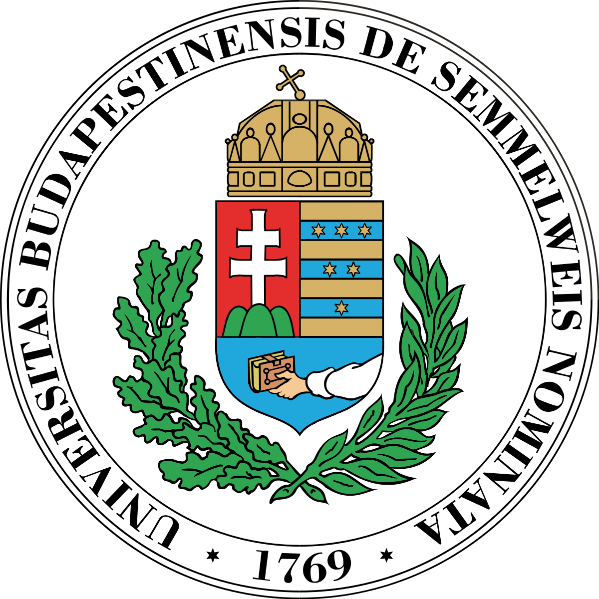 UNIVERSITAS BUDAPESTINENSIS DE SEMMELWEIS NOMINATA
* 1769 *